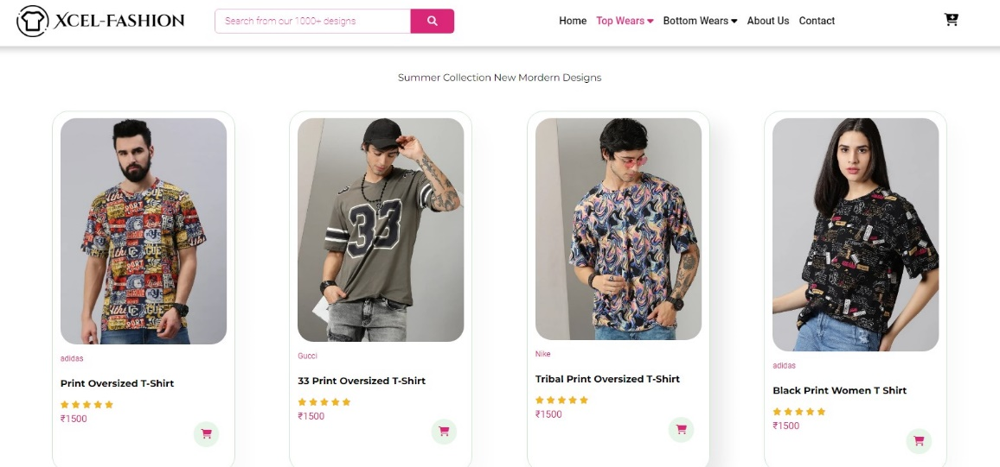 XCEL-FASHION
Search from our 1000+ designs
Home Top Wears Bottom Wears About Us Contact
Summer Collection New Mordern Designs
33
adidas
Print Oversized T-Shirt
₹1500
Gucci
33 Print Oversized T-Shirt
₹1500
Nike
Tribal Print Oversized T-Shirt
₹1500
adidas
Black Print Women T Shirt
₹1500